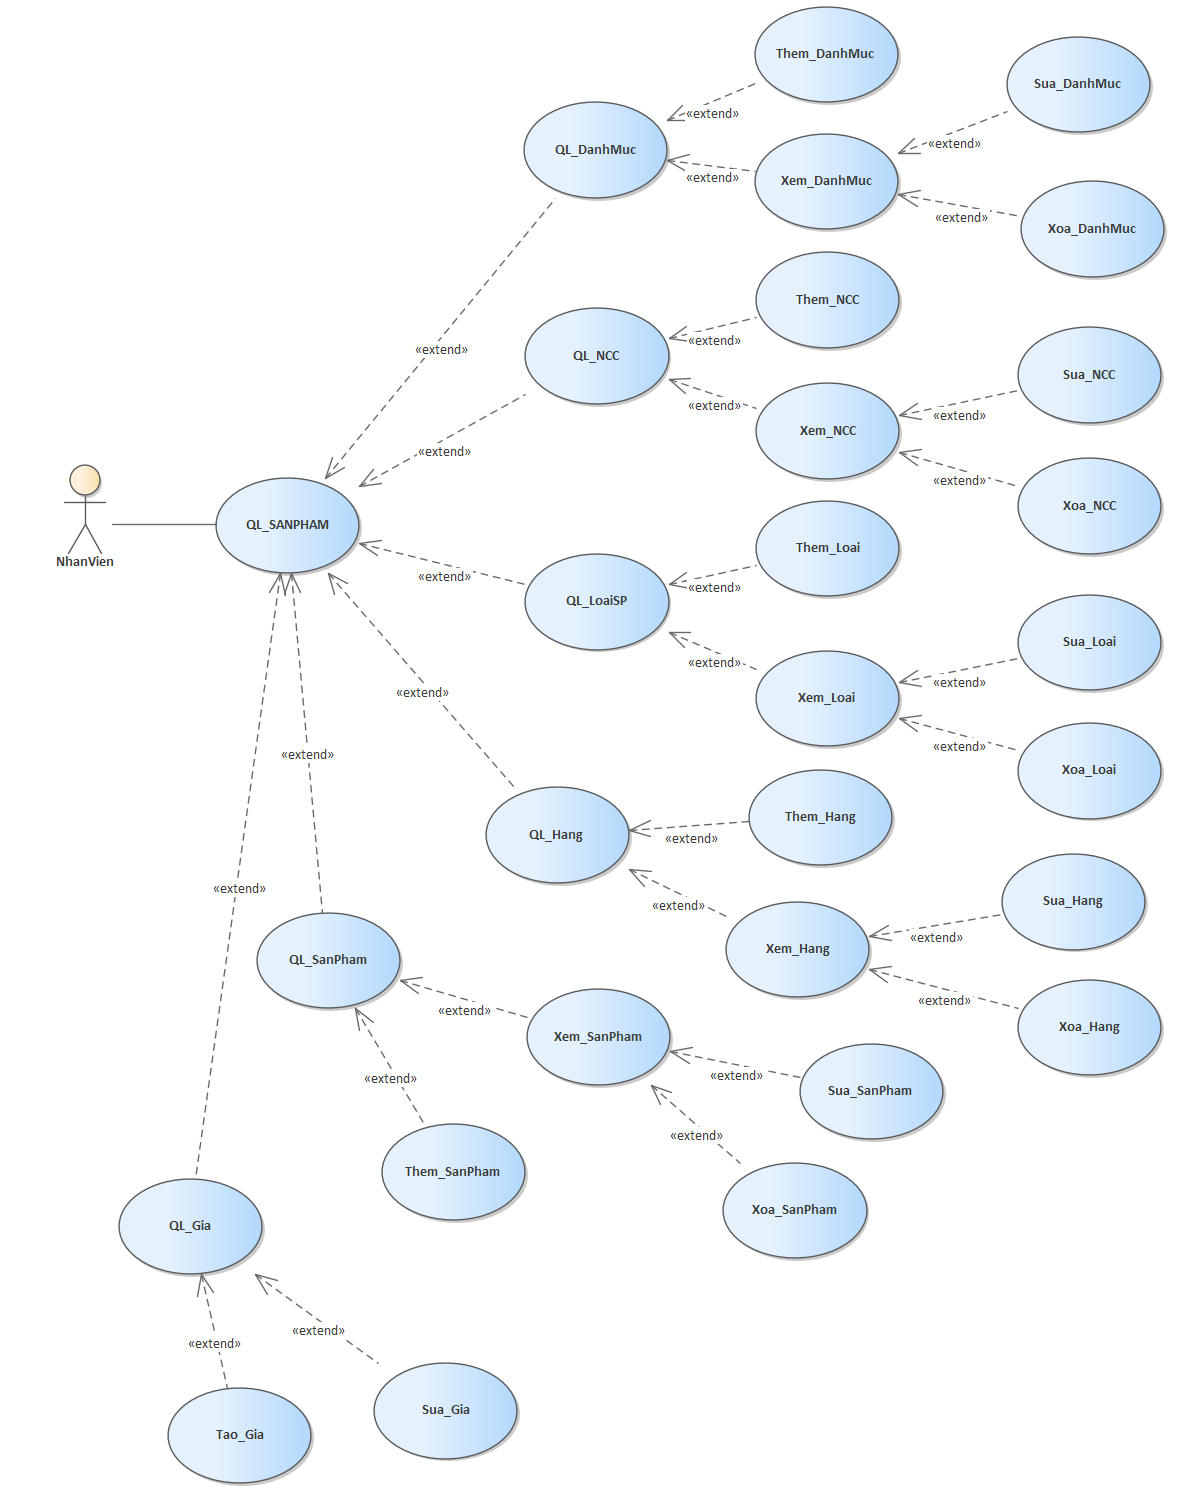 Them_DanhMuc
Sua_DanhMuc
«extend»
«extend»
QL_DanhMuc
Xem_DanhMuc
«extend»
«extend»
Xoa_DanhMuc
Them_NCC
«extend»
«extend»
QL_NCC
Sua_NCC
«extend»
«extend»
Xem_NCC
«extend»
«extend»
Xoa_NCC
NhanVien
QL_SANPHAM
Them_Loai
«extend»
«extend»
QL_LoaiSP
Sua_Loai
«extend»
«extend»
Xem_Loai
«extend»
«extend»
Xoa_Loai
«extend»
Them_Hang
QL_Hang
«extend»
«extend»
Sua_Hang
«extend»
Xem_Hang
«extend»
QL_SanPham
«extend»
«extend»
Xoa_Hang
Xem_SanPham
«extend»
«extend»
Sua_SanPham
«extend»
Them_SanPham
Xoa_SanPham
QL_Gia
«extend»
«extend»
Sua_Gia
Tao_Gia